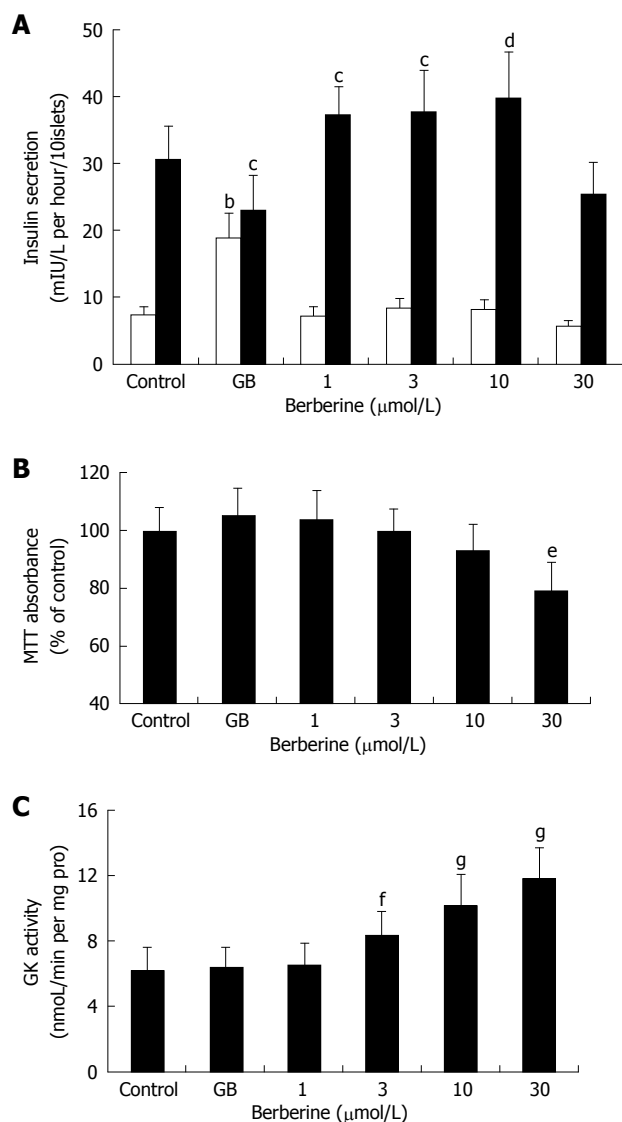 A
Insulin secretion
(mIU/L per hour/10islets)
50
40
30
20
10
0
b
c
c
c
d
Control
GB
1
3
10
30
Berberine (μmol/L)
B
MTT absorbance
(% of control)
120
100
80
60
40
e
Control
GB
1
3
10
30
Berberine (μmol/L)
C
GK activity
(nmoL/min per mg pro)
16
12
8
4
0
f
g
g
Control
GB
1
3
10
30
Berberine (μmol/L)